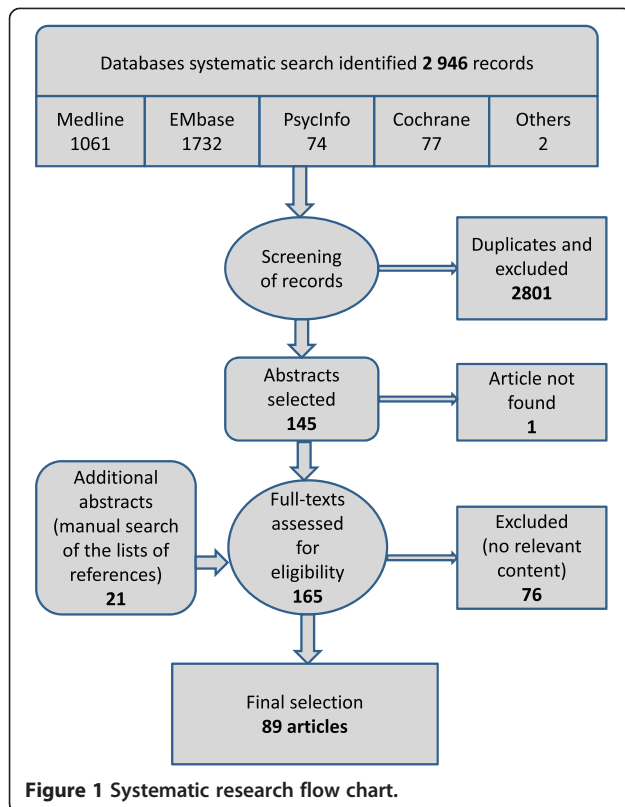 Databases systematic search identified 2 946 records
Medline
1061
EMbase
1732
PsycInfo
74
Cochrane
77
Others
2
Screening
of records
Duplicates and
excluded
2801
Abstracts
selected
145
Article not
found
1
Additional
abstracts
(manual search
of the lists of
references)
21
Full-texts
assessed
for
eligibility
165
Excluded
(no relevant
content)
76
Final selection
89 articles
Figure 1 Systematic research flow chart.